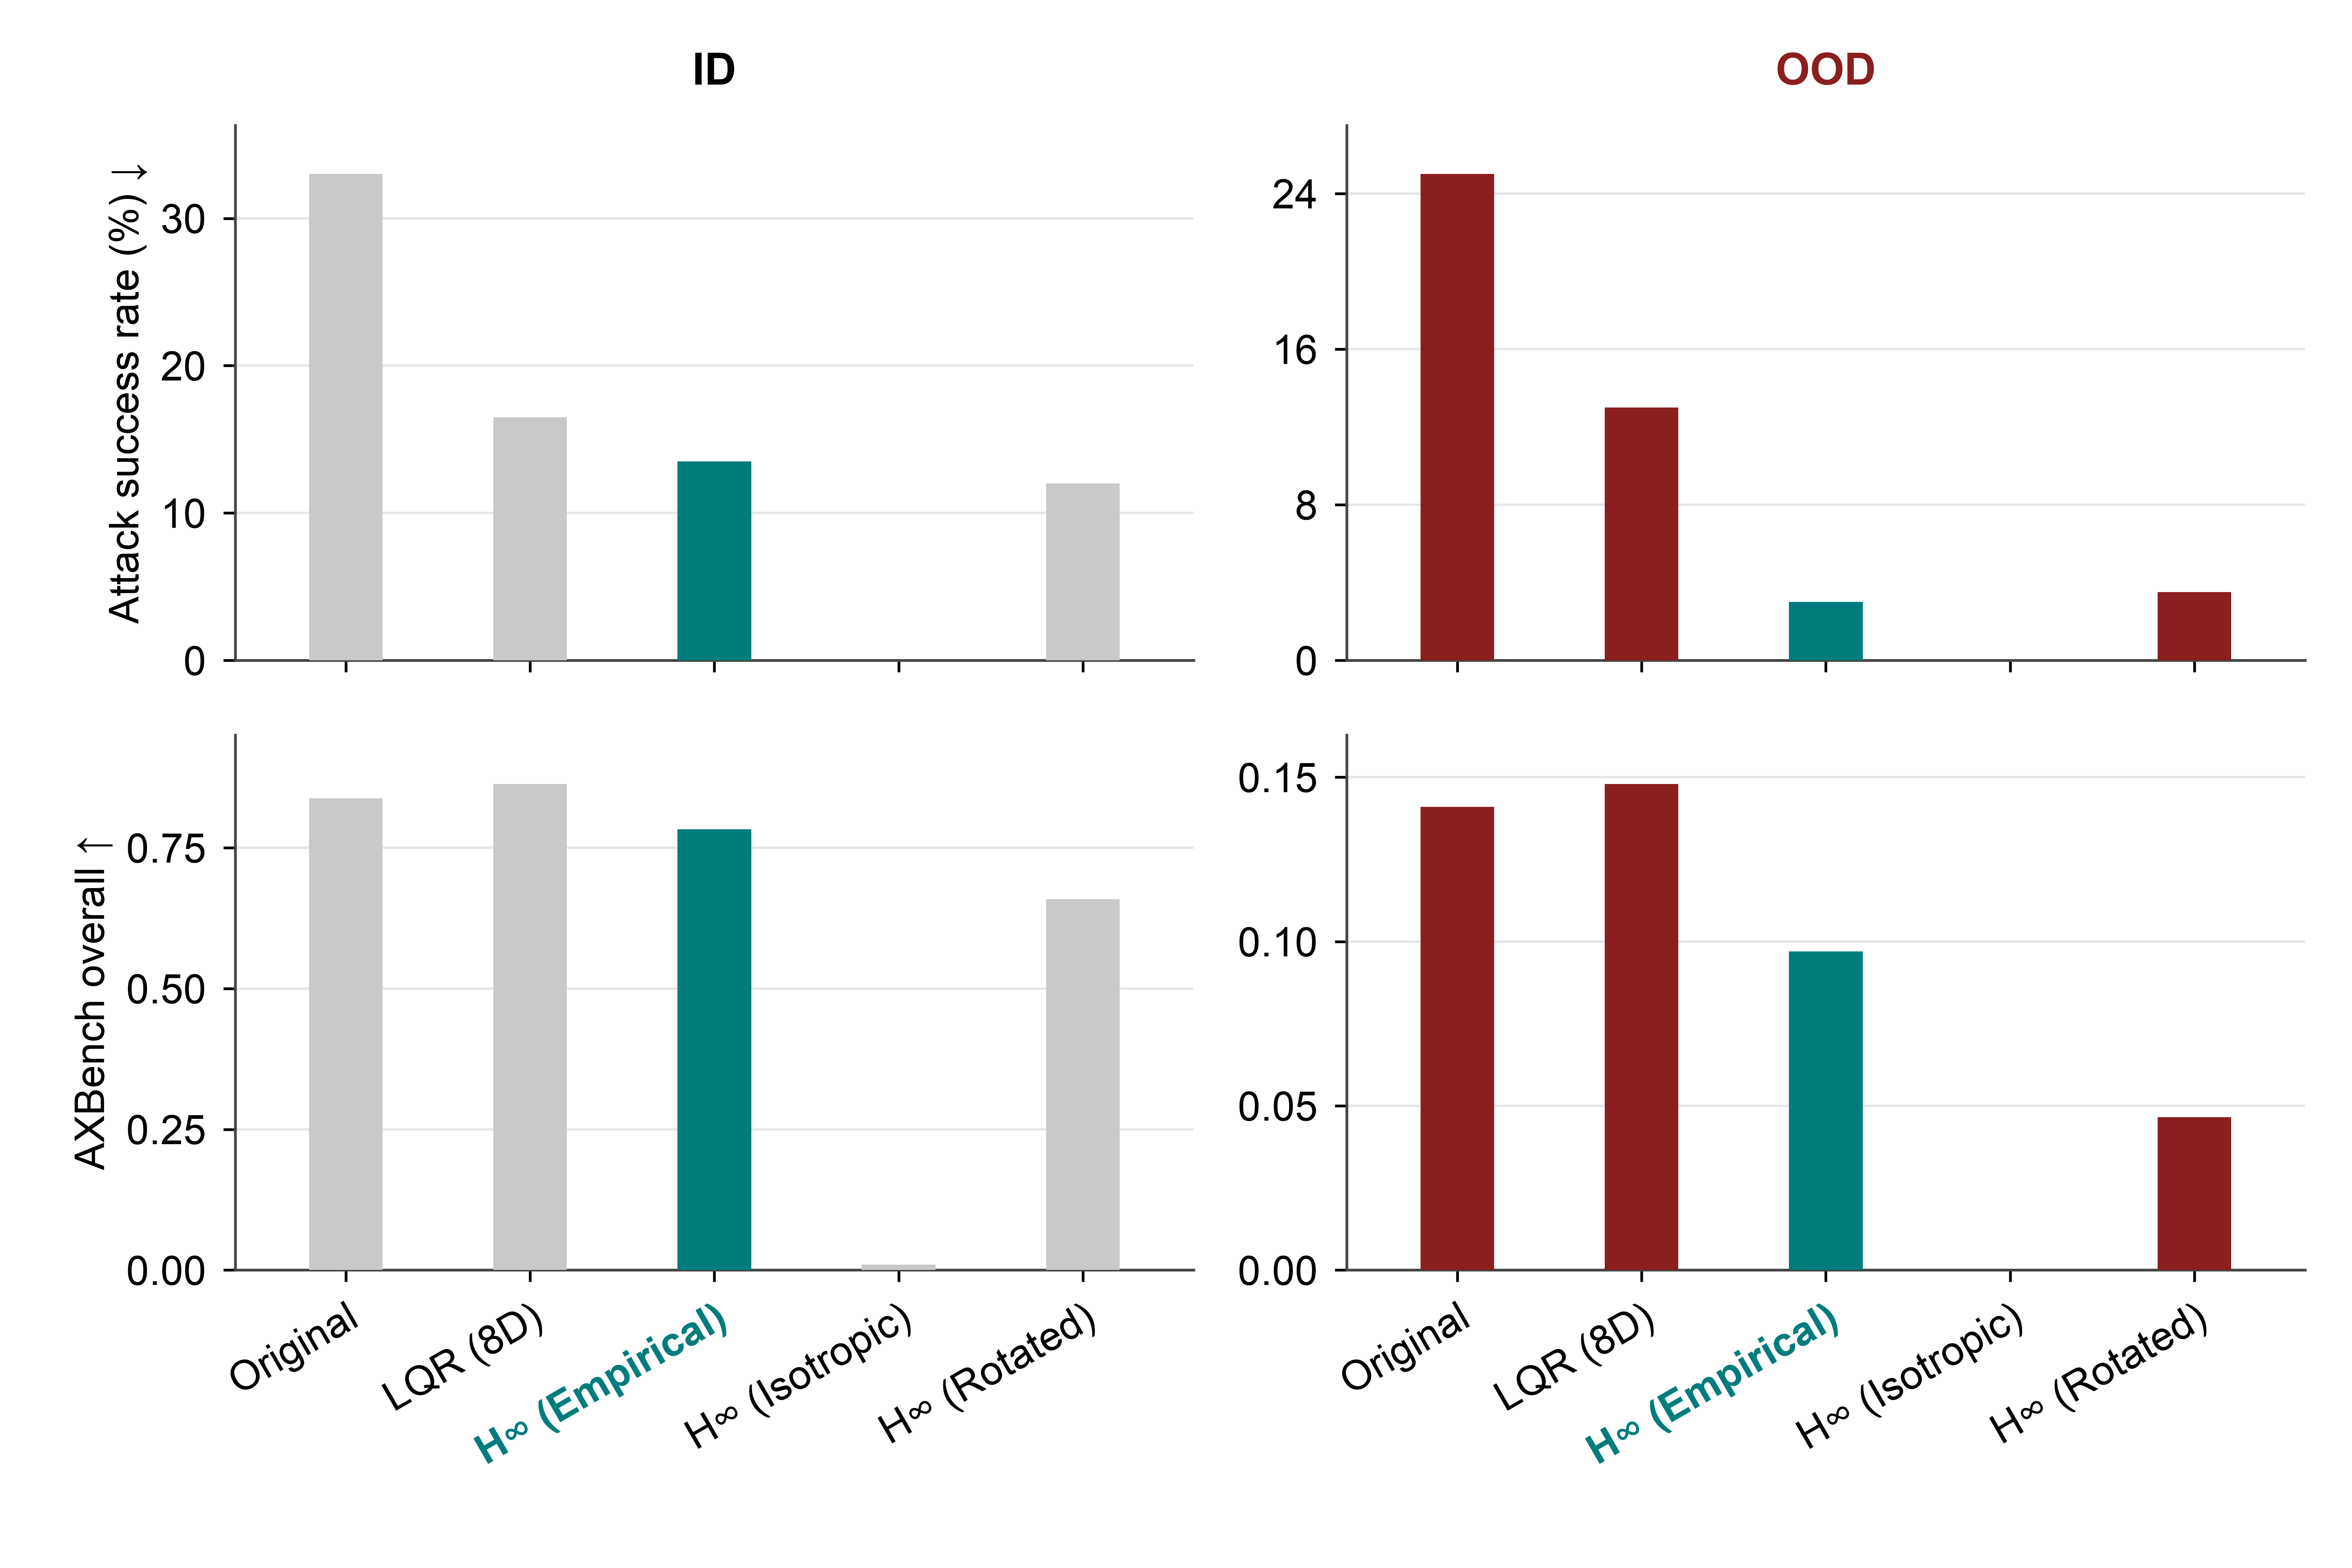 ID
OOD
Attack success rate (%) ↓
30
20
10
0
24
16
8
0
AXBench overall ↑
0.75
0.50
0.25
0.00
0.15
0.10
0.05
0.00
Original
LQR (8D)
H∞ (Empirical)
H∞ (Isotropic)
H∞ (Rotated)
Original
LQR (8D)
H∞ (Empirical)
H∞ (Isotropic)
H∞ (Rotated)